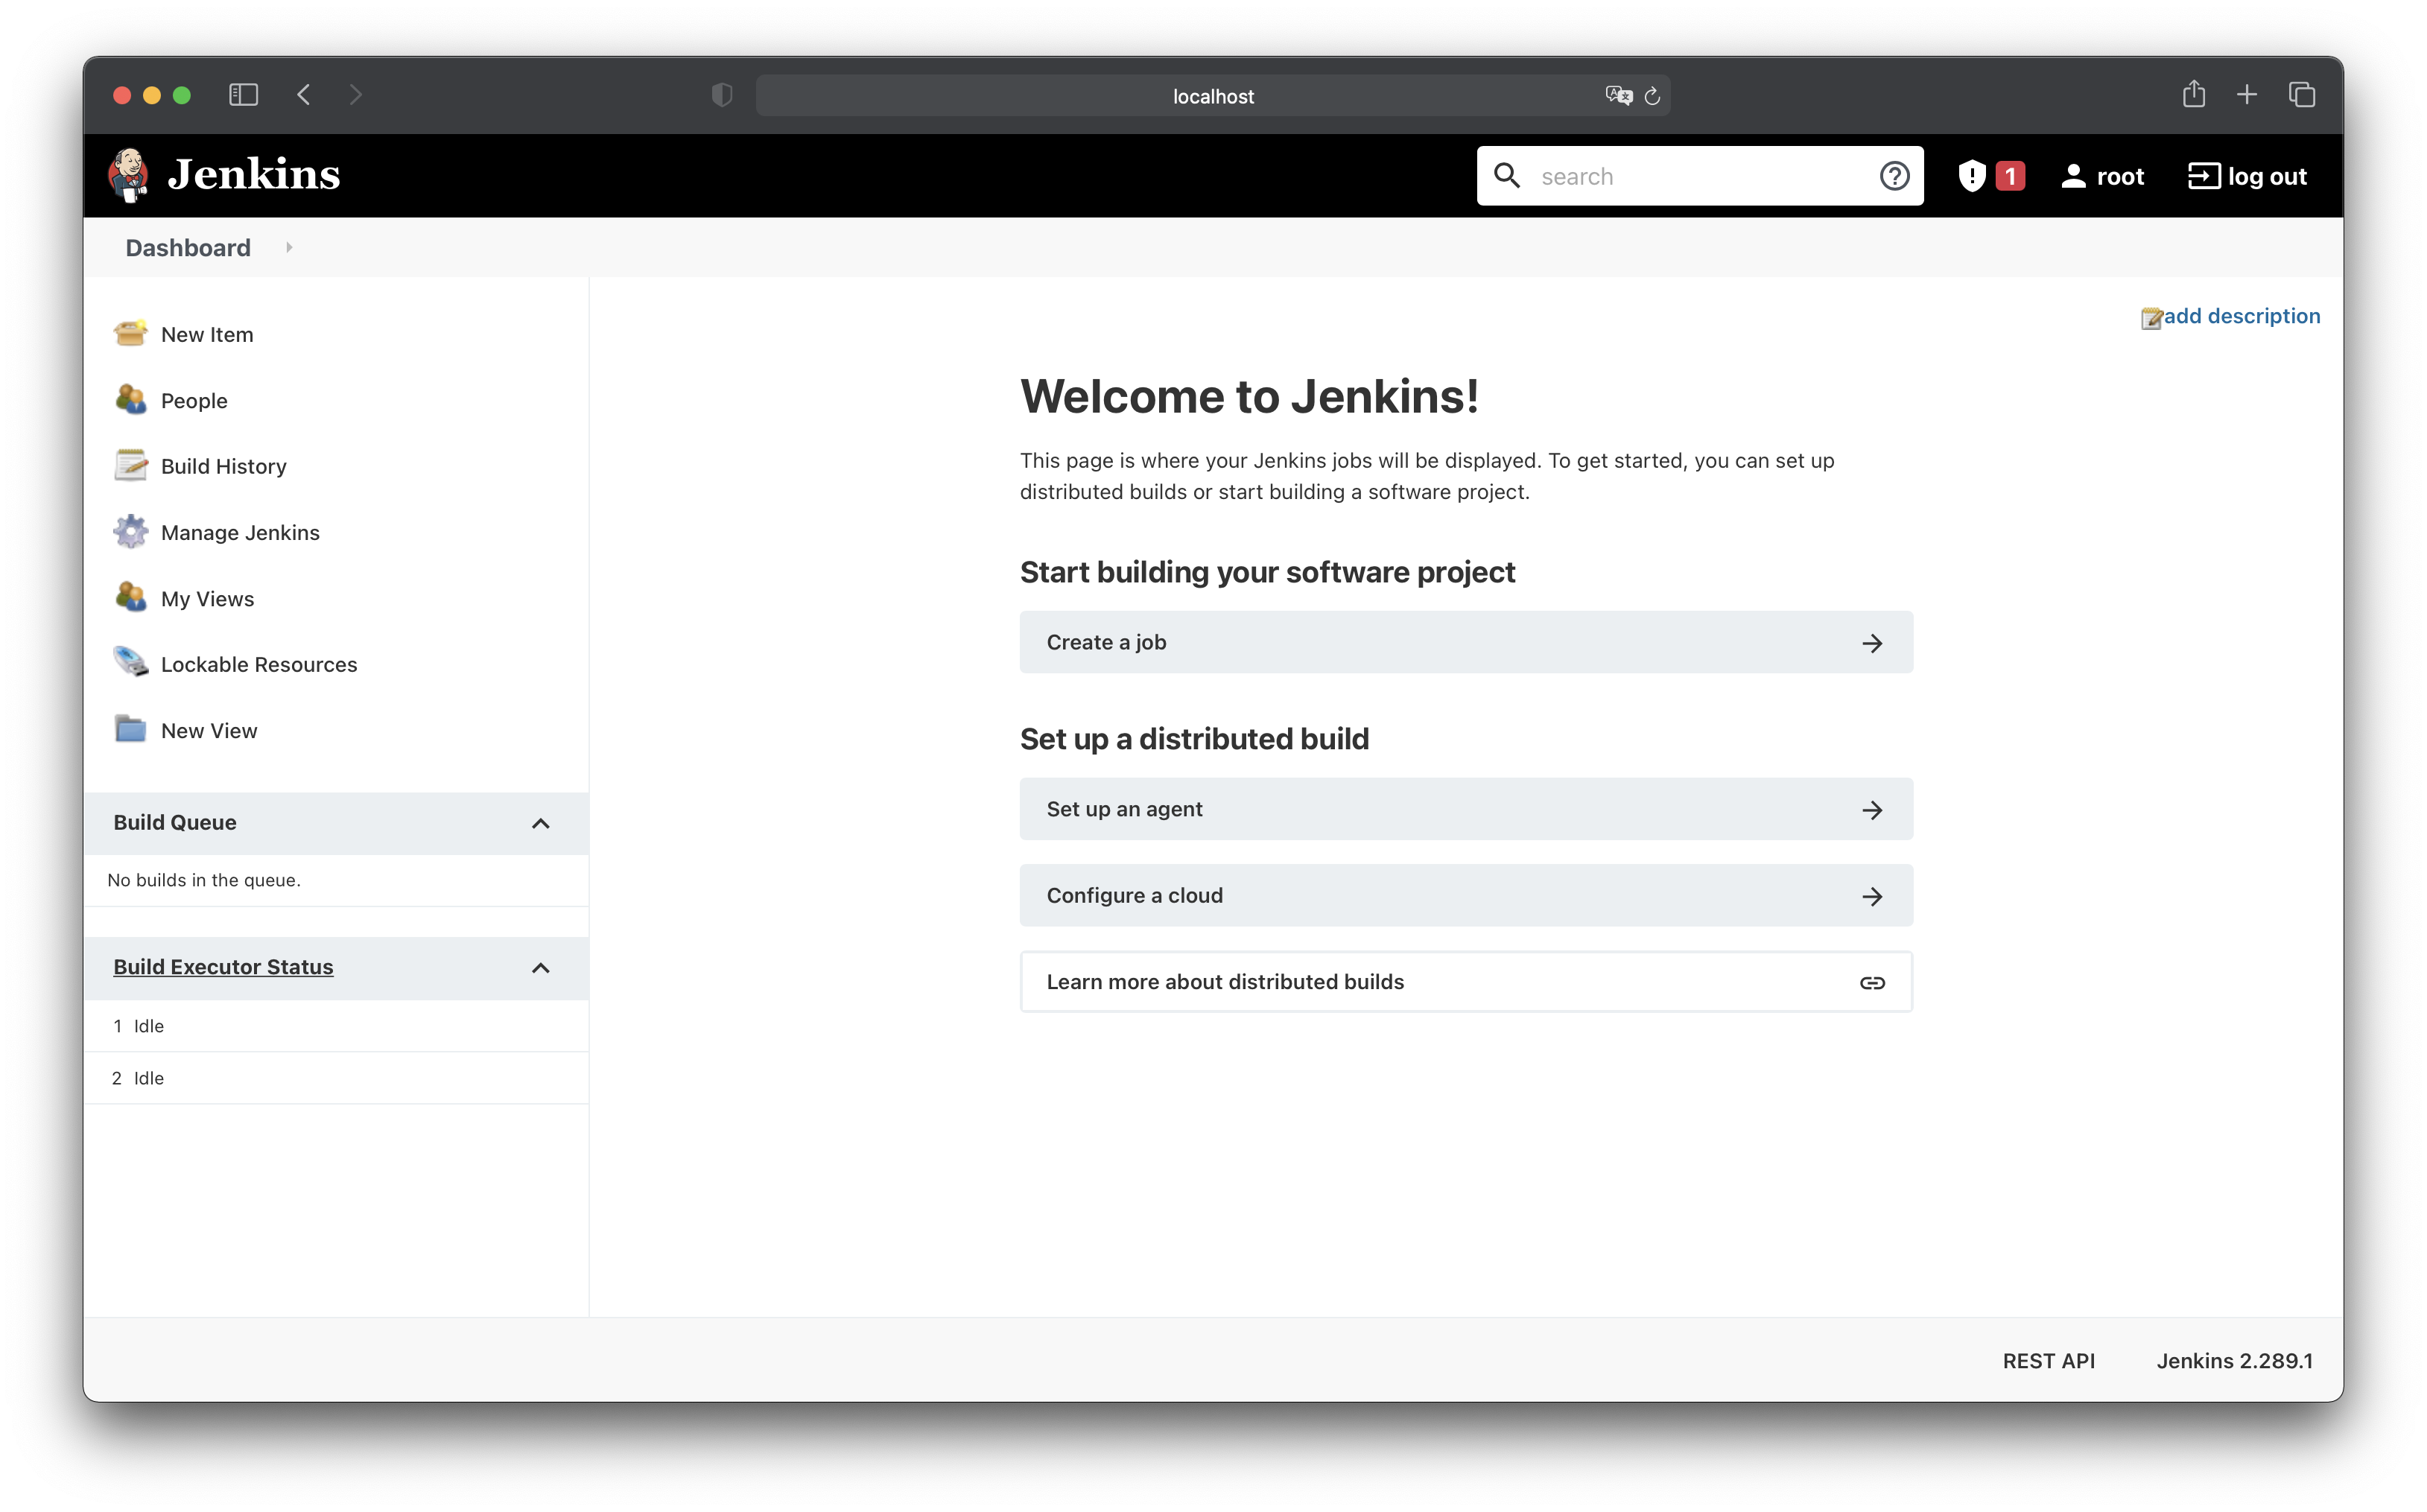 localhost
Jenkins
search
1
root
log out
Dashboard
New Item
People
Build History
Manage Jenkins
My Views
Lockable Resources
New View
Build Queue
No builds in the queue.
Build Executor Status
1 Idle
2 Idle
add description
Welcome to Jenkins!
This page is where your Jenkins jobs will be displayed. To get started, you can set up
distributed builds or start building a software project.
Start building your software project
Create a job
Set up a distributed build
Set up an agent
Configure a cloud
Learn more about distributed builds
REST API
Jenkins 2.289.1